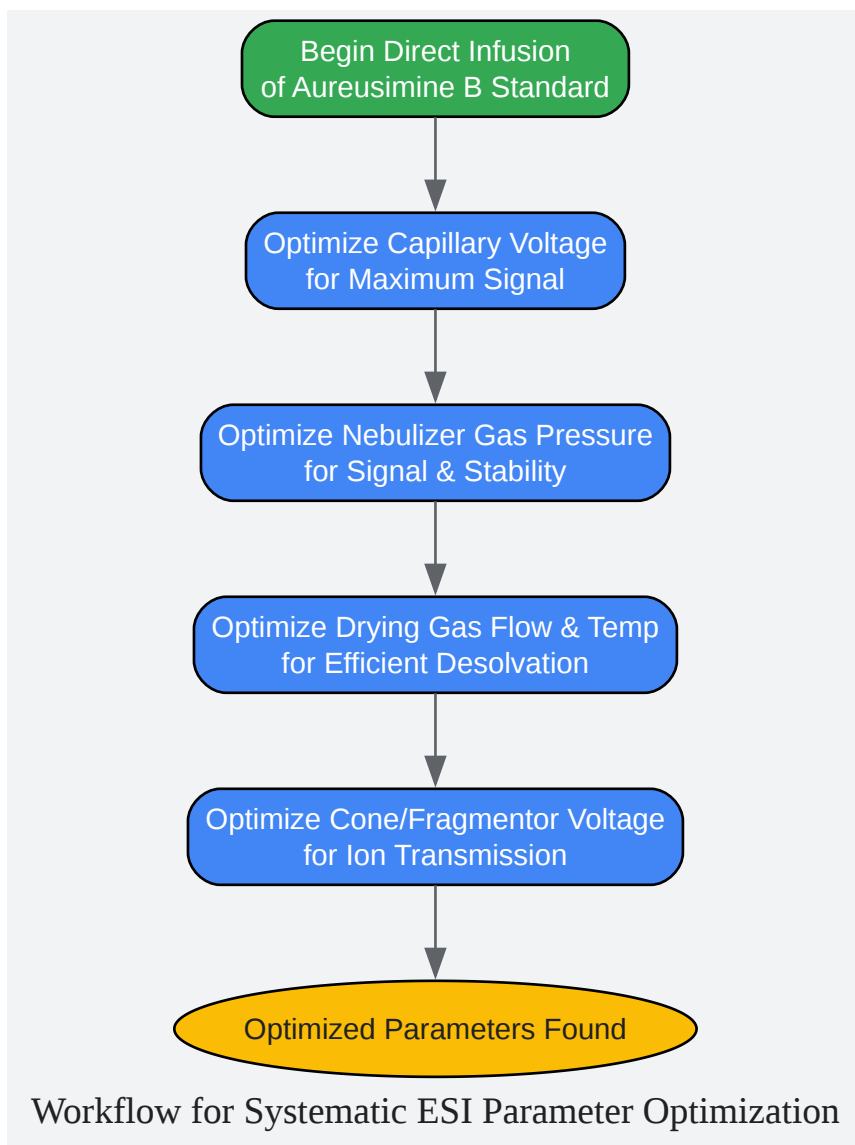 Begin Direct Infusion
of Aureusimine B Standard
Optimize Capillary Voltage
for Maximum Signal
Optimize Nebulizer Gas Pressure
for Signal & Stability
Optimize Drying Gas Flow & Temp
for Efficient Desolvation
Optimize Cone/Fragmentor Voltage
for Ion Transmission
Optimized Parameters Found
Workflow for Systematic ESI Parameter Optimization